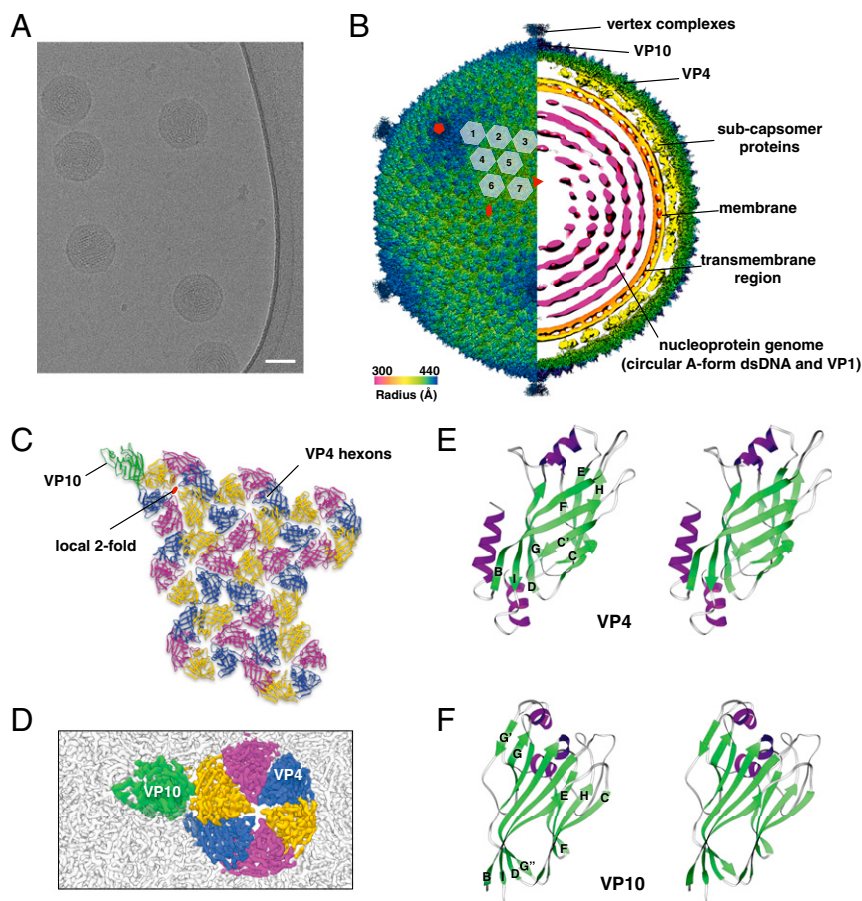 A
B
vertex complexes
VP10
VP4
sub-capsomer
proteins
membrane
transmembrane
region
nucleoprotein genome
(circular A-form dsDNA and VP1)
1 2 3
4 5
6 7
300 440
Radius (Å)
C
VP10
VP4 hexons
local 2-fold
D
VP10
VP4
E
E
H
F
C'
G
C
B
I
D
VP4
F
G'
G
E H C
F
G''
D
B I
VP10